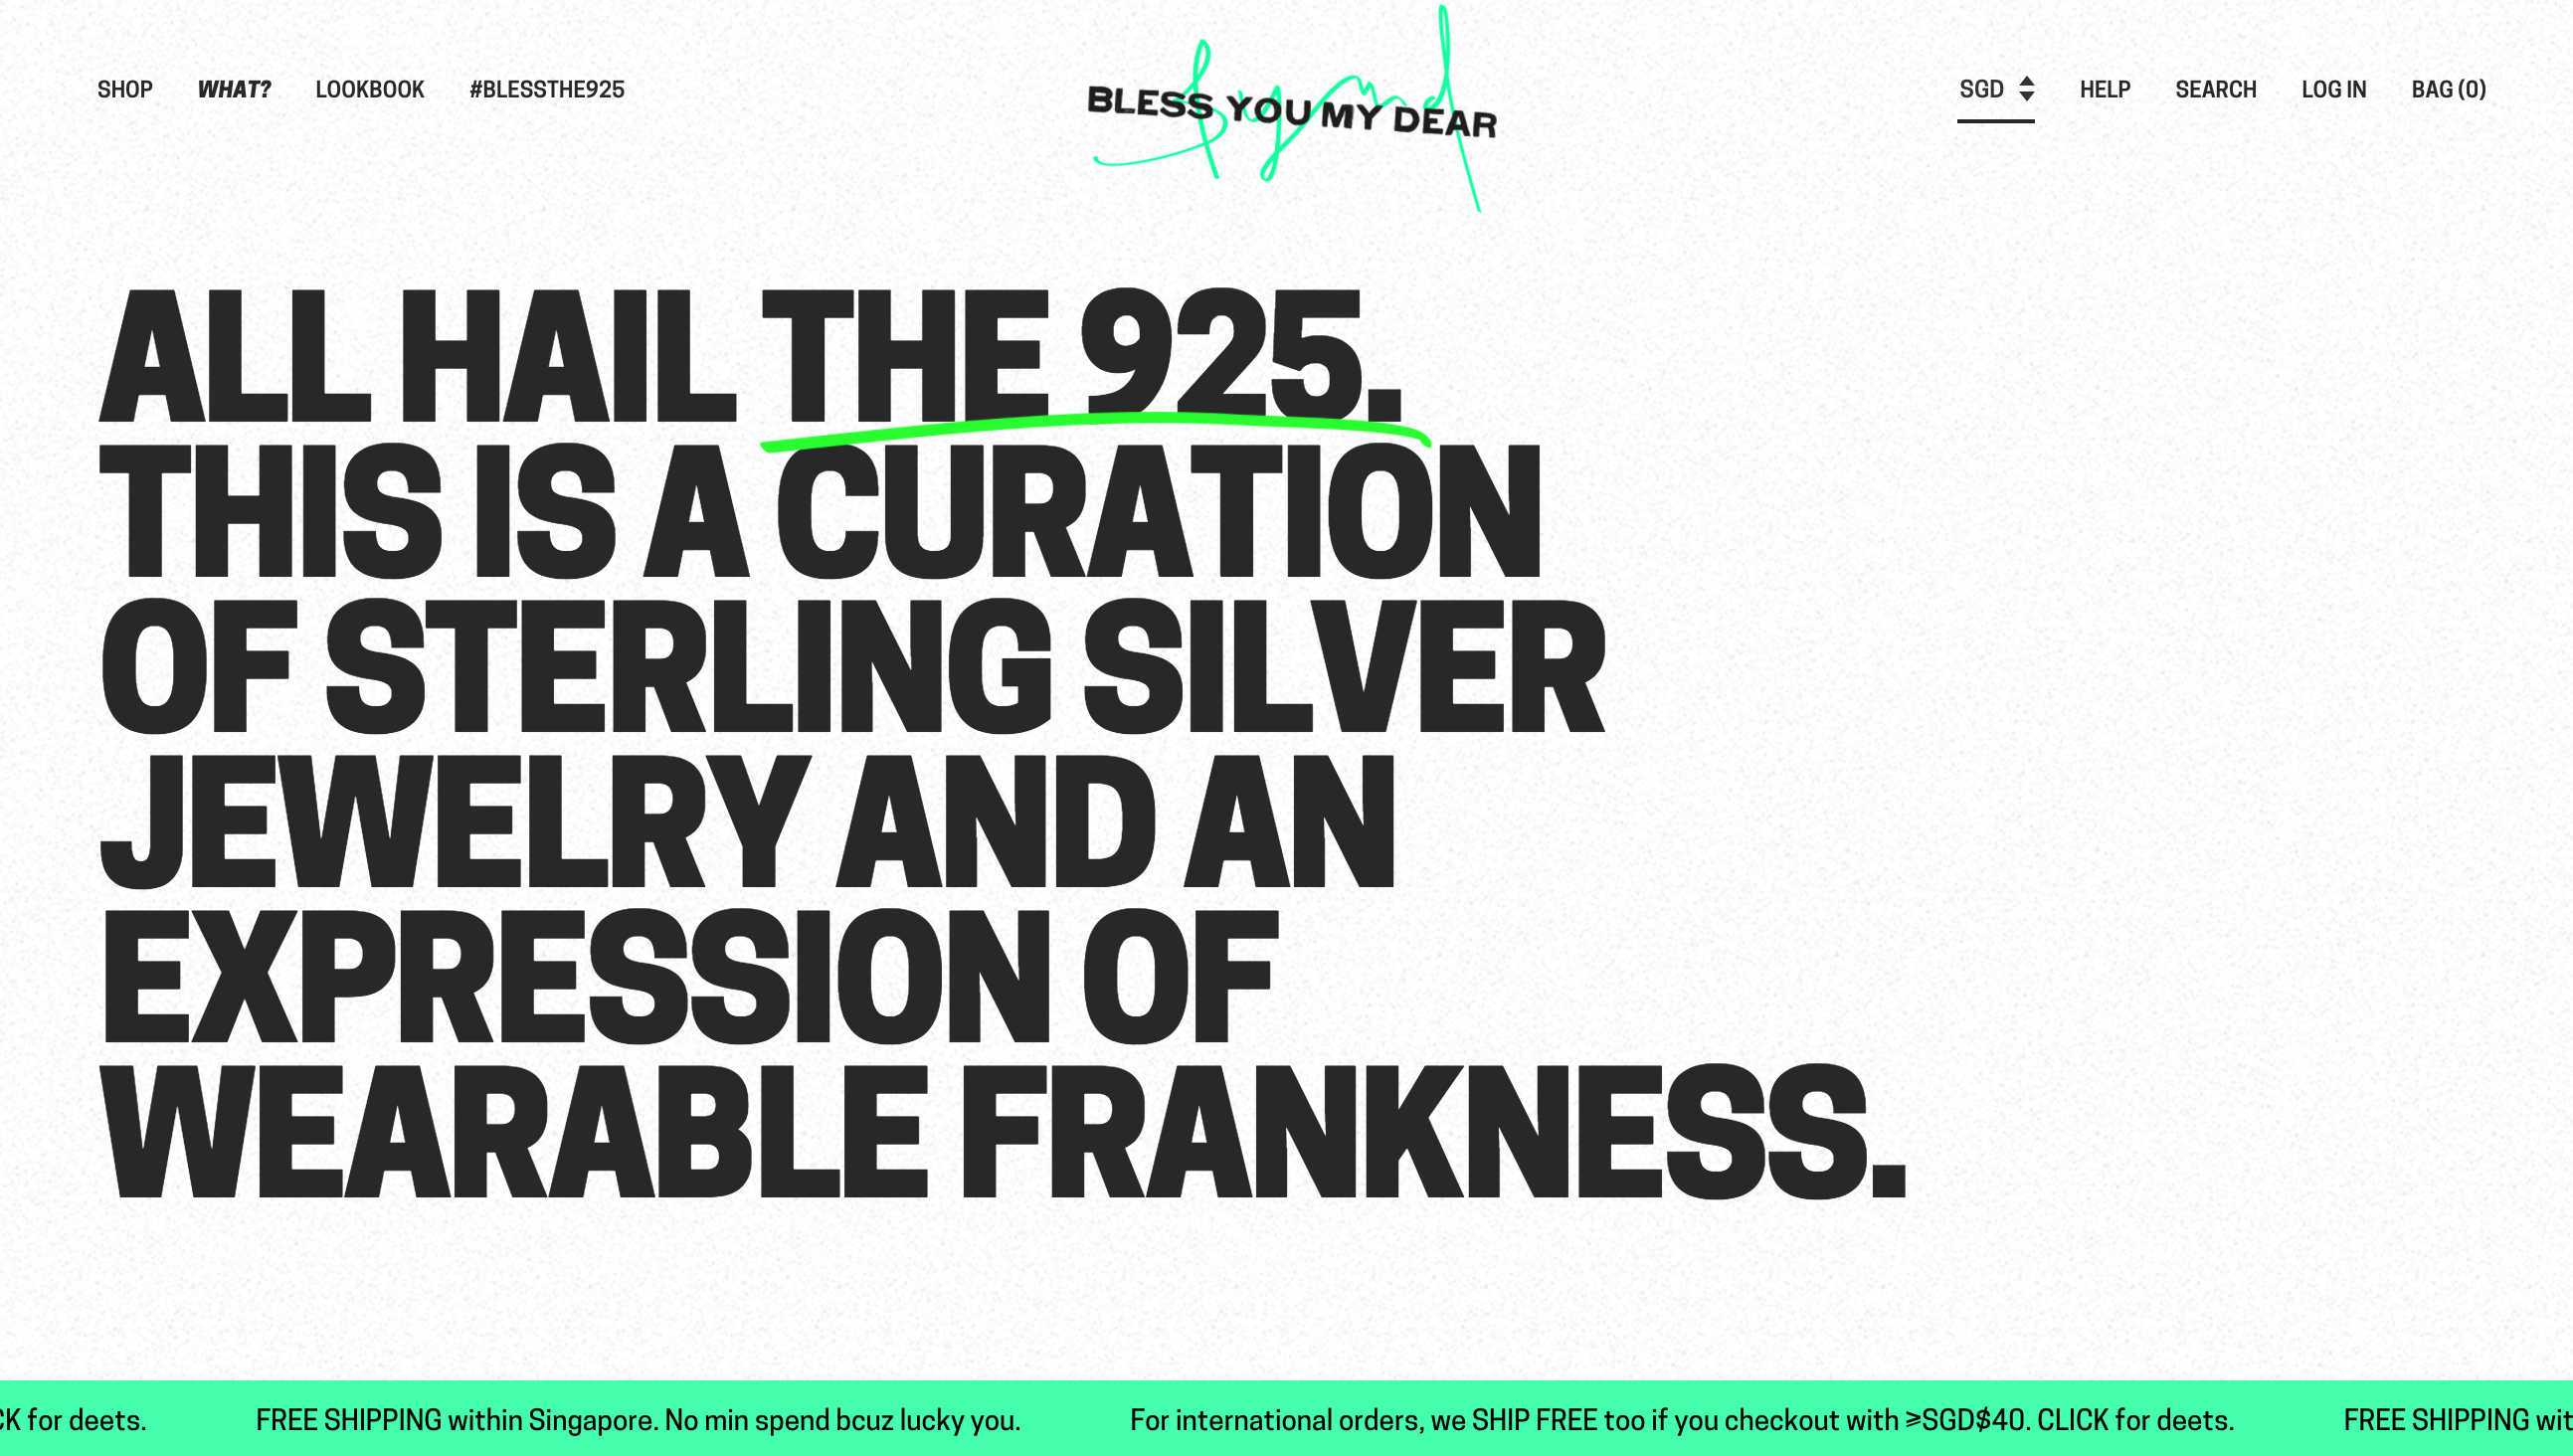 SHOP WHAT? LOOKBOOK #BLESSTHE925
bymd
BLESS YOU MY DEAR
SGD HELP SEARCH LOG IN BAG (0)
ALL HAIL THE 925.
THIS IS A CURATION
OF STERLING SILVER
JEWELRY AND AN
EXPRESSION OF
WEARABLE FRANKNESS.
CK for deets. FREE SHIPPING within Singapore. No min spend bcuz lucky you. For international orders, we SHIP FREE too if you checkout with ≥SGD$40. CLICK for deets. FREE SHIPPING wit